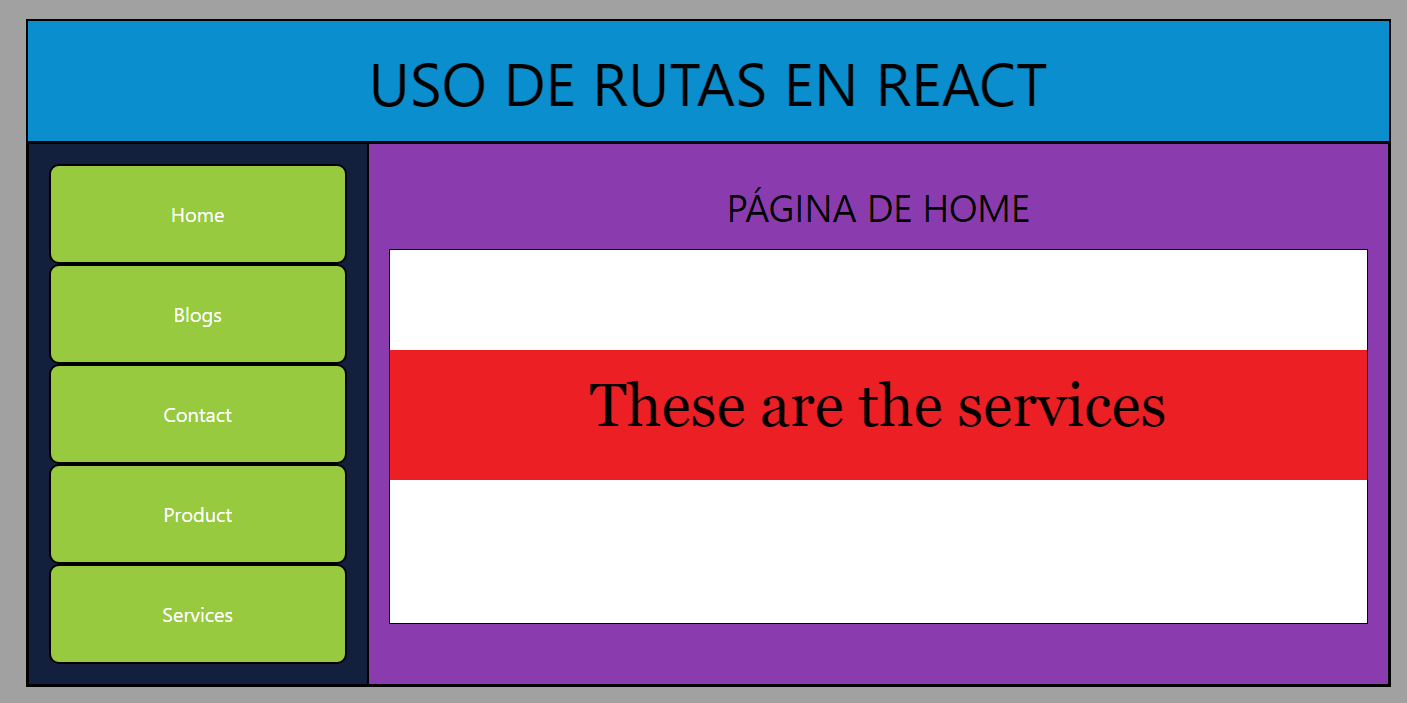 USO DE RUTAS EN REACT
Home
Blogs
Contact
Product
Services
PÁGINA DE HOME
These are the services